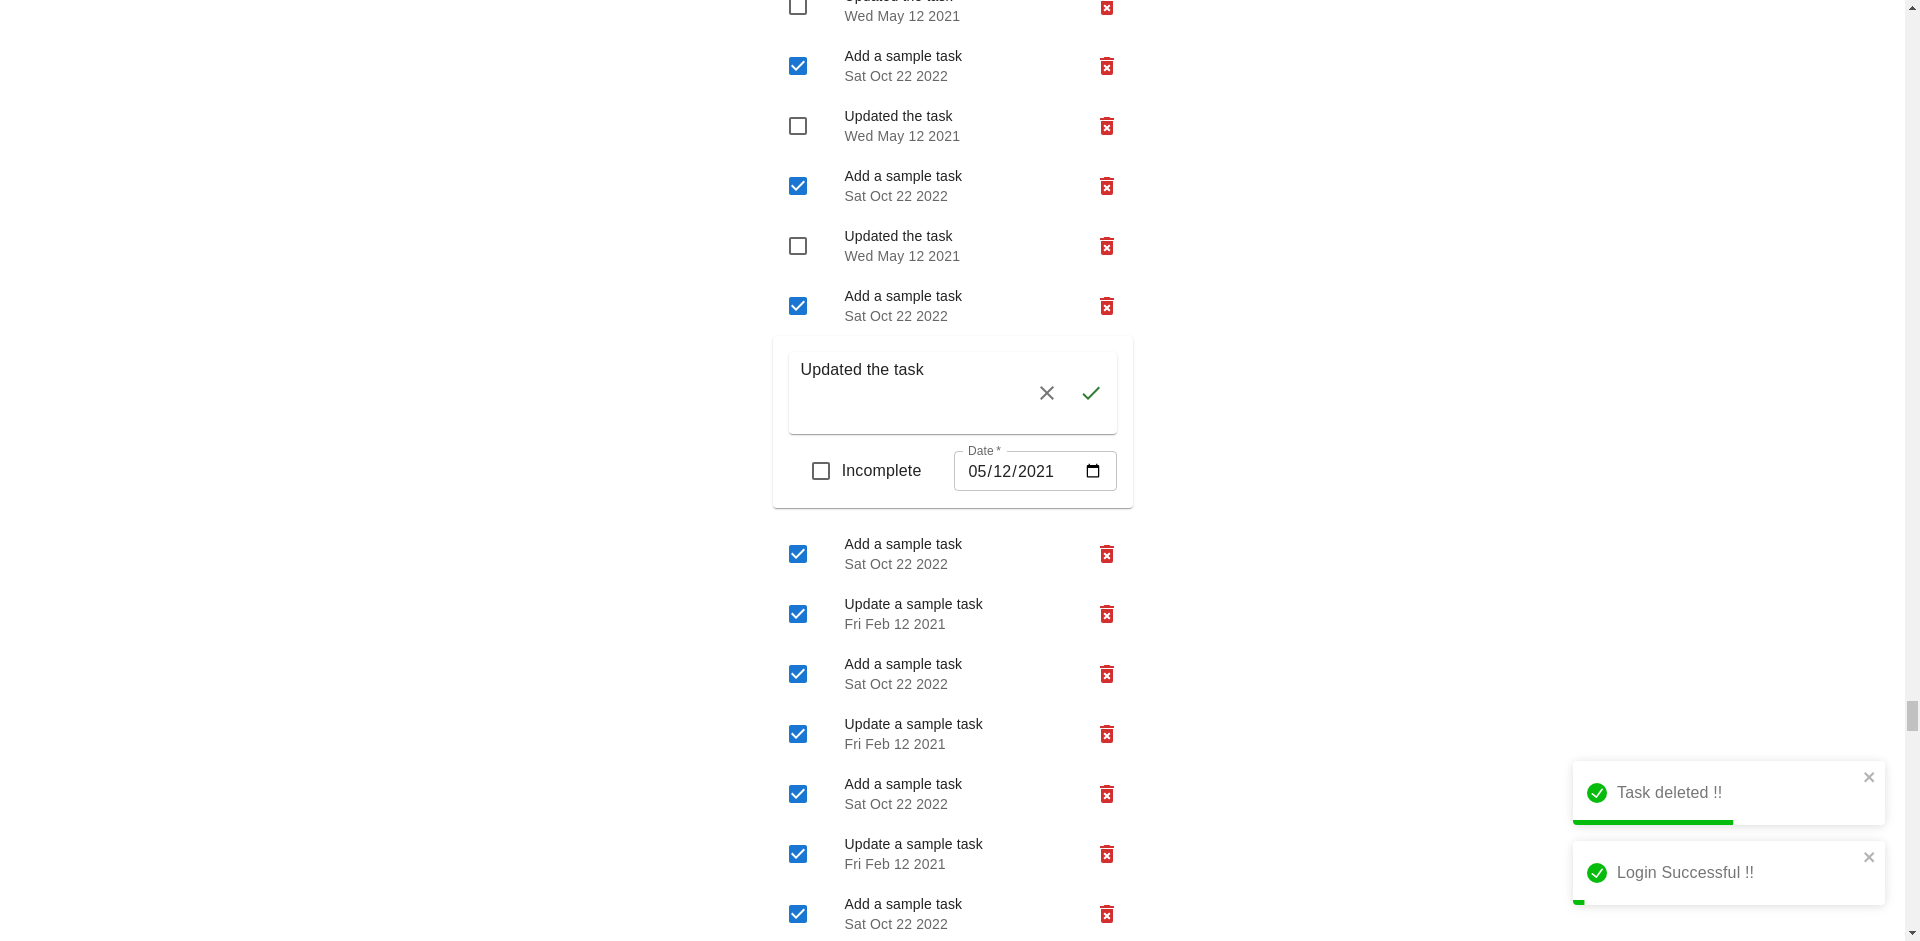 Updated the task
Wed May 12 2021
Add a sample task
Sat Oct 22 2022
Updated the task
Wed May 12 2021
Add a sample task
Sat Oct 22 2022
Updated the task
Wed May 12 2021
Add a sample task
Sat Oct 22 2022
Updated the task
Date *
Incomplete
05/12/2021
Add a sample task
Sat Oct 22 2022
Update a sample task
Fri Feb 12 2021
Add a sample task
Sat Oct 22 2022
Update a sample task
Fri Feb 12 2021
Add a sample task
Sat Oct 22 2022
Update a sample task
Fri Feb 12 2021
Add a sample task
Sat Oct 22 2022
Task deleted !!
Login Successful !!